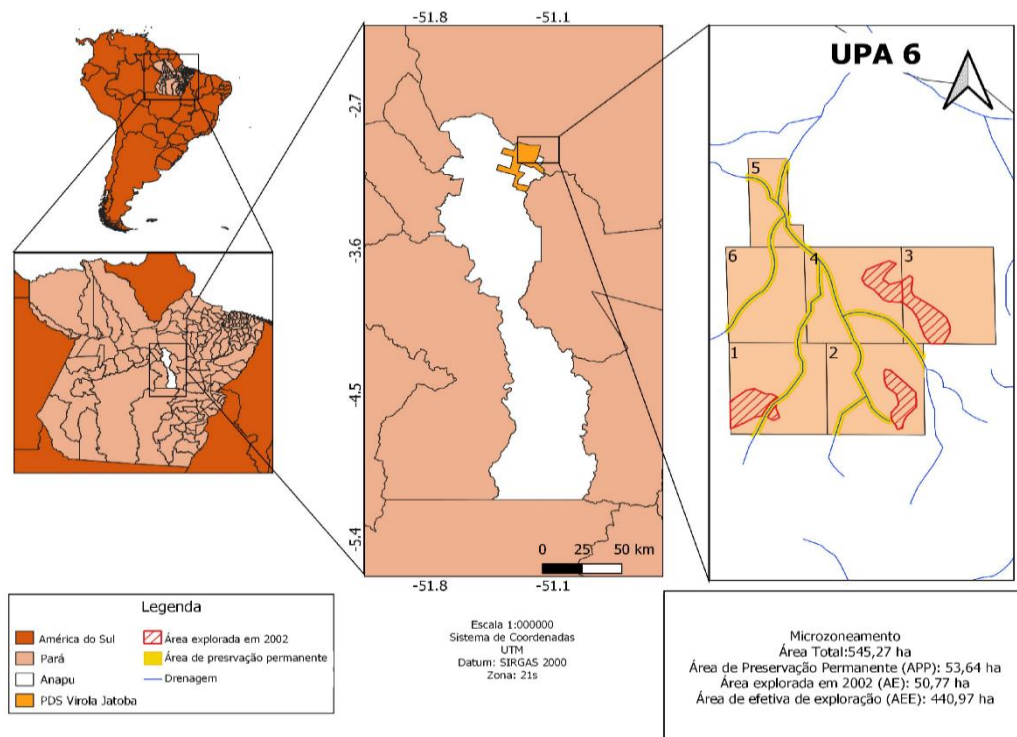 -51.8
-51.1
UPA 6
-2.7
-3.6
-4.5
-5.4
5
6
4
3
1
2
0 25 50 km
-51.8
-51.1
Legenda
América do Sul
Pará
Anapu
PDS Virola Jatoba
Área explorada em 2002
Área de presrvação permanente
Drenagem
Escala 1:000000
Sistema de Coordenadas
UTM
Datum: SIRGAS 2000
Zona: 21s
Microzoneamento
Área Total:545,27 ha
Área de Preservação Permanente (APP): 53,64 ha
Área explorada em 2002 (AE): 50,77 ha
Área de efetiva de exploração (AEE): 440,97 ha